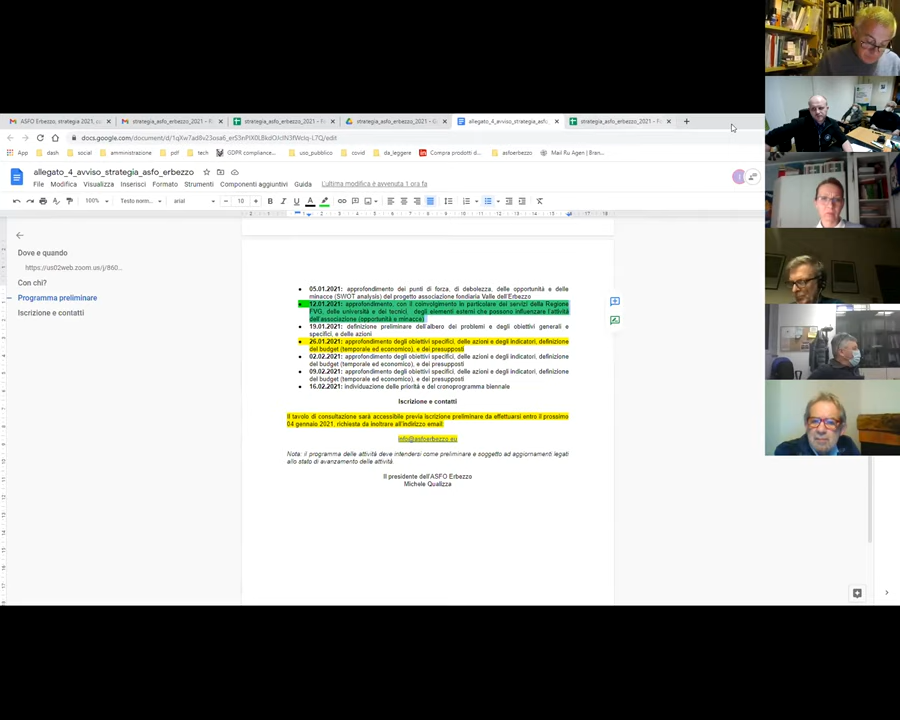 ASFO Erbezzo, strategia 2021, c
strategia_asfo_erbezzo_2021 - F
strategia_asfo_erbezzo_2021 - F
strategia_asfo_erbezzo_2021 - G
allegato_4_avviso_strategia_asfo
strategia_asfo_erbezzo_2021 - F
App
dash
social
amministrazione
pdf
tech
GDPR compliance...
uso_pubblico
covid
da_leggere
Compra prodotti d...
asfoerbezzo
Mail Ru Agen | Bran...
allegato_4_avviso_strategia_asfo_erbezzo
File Modifica Visualizza Inserisci Formato Strumenti Componenti aggiuntivi Guida L'ultima modifica è avvenuta 1 ora fa
100% Testo norm... arial 10
Dove e quando
https://us02web.zoom.us/j/860...
Con chi?
Programma preliminare
Iscrizione e contatti
05.01.2021: approfondimento dei punti di forza, di debolezza, delle opportunità e delle
minacce (SWOT analysis) del progetto associazione fondiaria Valle dell'Erbezzo
12.01.2021: approfondimento, con il coinvolgimento in particolare dei servizi della Regione
FVG, delle università e dei tecnici degli elementi esterni che possono influenzare l'attività
dell'associazione (opportunità e minacce)
19.01.2021: definizione preliminare dell'albero dei problemi e degli obiettivi generali e
specifici, e delle azioni
26.01.2021: approfondimento degli obiettivi specifici, delle azioni e degli indicatori, definizione
del budget (temporale ed economico), e dei presupposti
02.02.2021: approfondimento degli obiettivi specifici, delle azioni e degli indicatori, definizione
del budget (temporale ed economico), e dei presupposti
09.02.2021: approfondimento degli obiettivi specifici, delle azioni e degli indicatori, definizione
del budget (temporale ed economico), e dei presupposti
16.02.2021: individuazione delle priorità e del cronoprogramma biennale
Iscrizione e contatti
Il tavolo di consultazione sarà accessibile previa iscrizione preliminare da effettuarsi entro il prossimo
04 gennaio 2021, richiesta da inoltrare all'indirizzo email:
info@asfoerbezzo.eu
Nota: il programma delle attività deve intendersi come preliminare e soggetto ad aggiornamenti legati
allo stato di avanzamento delle attività.
Il presidente dell'ASFO Erbezzo
Michele Qualizza